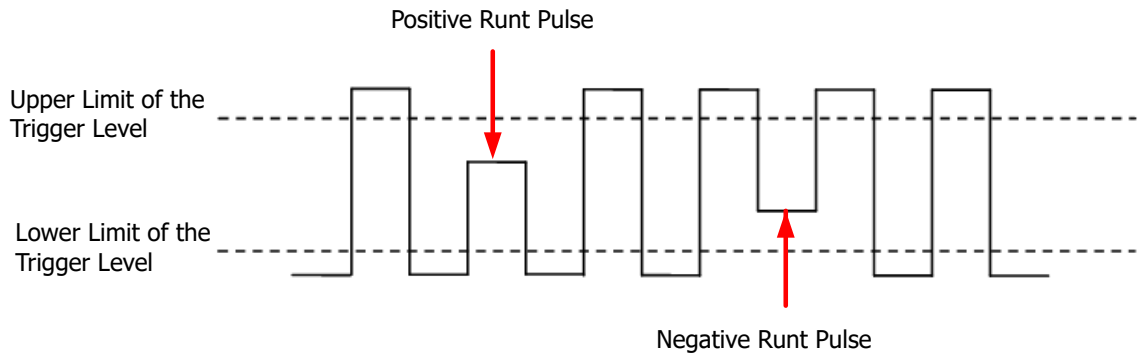 Positive Runt Pulse
Upper Limit of the
Trigger Level
Lower Limit of the
Trigger Level
Negative Runt Pulse